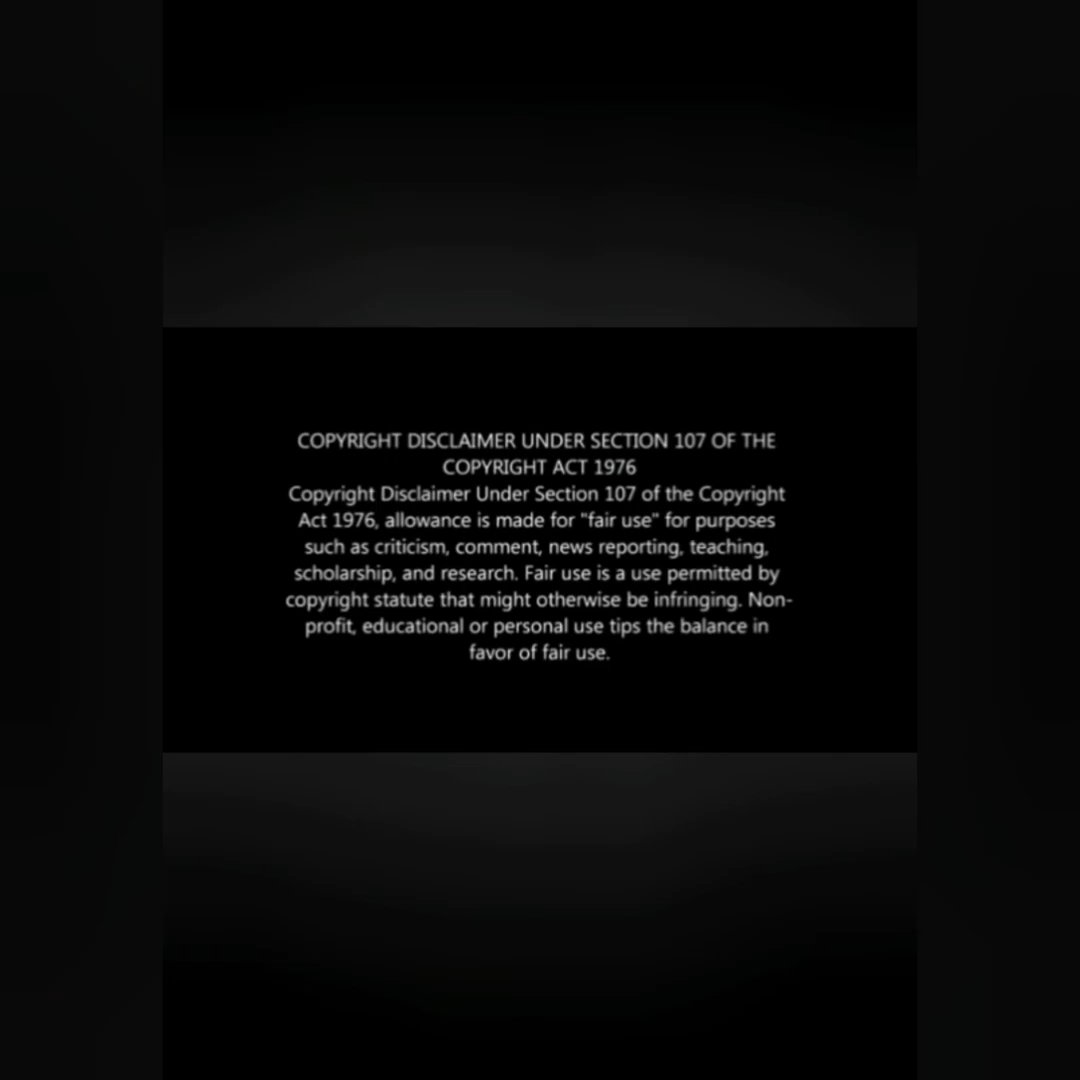 COPYRIGHT DISCLAIMER UNDER SECTION 107 OF THE
COPYRIGHT ACT 1976
Copyright Disclaimer Under Section 107 of the Copyright
Act 1976, allowance is made for "fair use" for purposes
such as criticism, comment, news reporting, teaching,
scholarship, and research. Fair use is a use permitted by
copyright statute that might otherwise be infringing. Non-
profit, educational or personal use tips the balance in
favor of fair use.